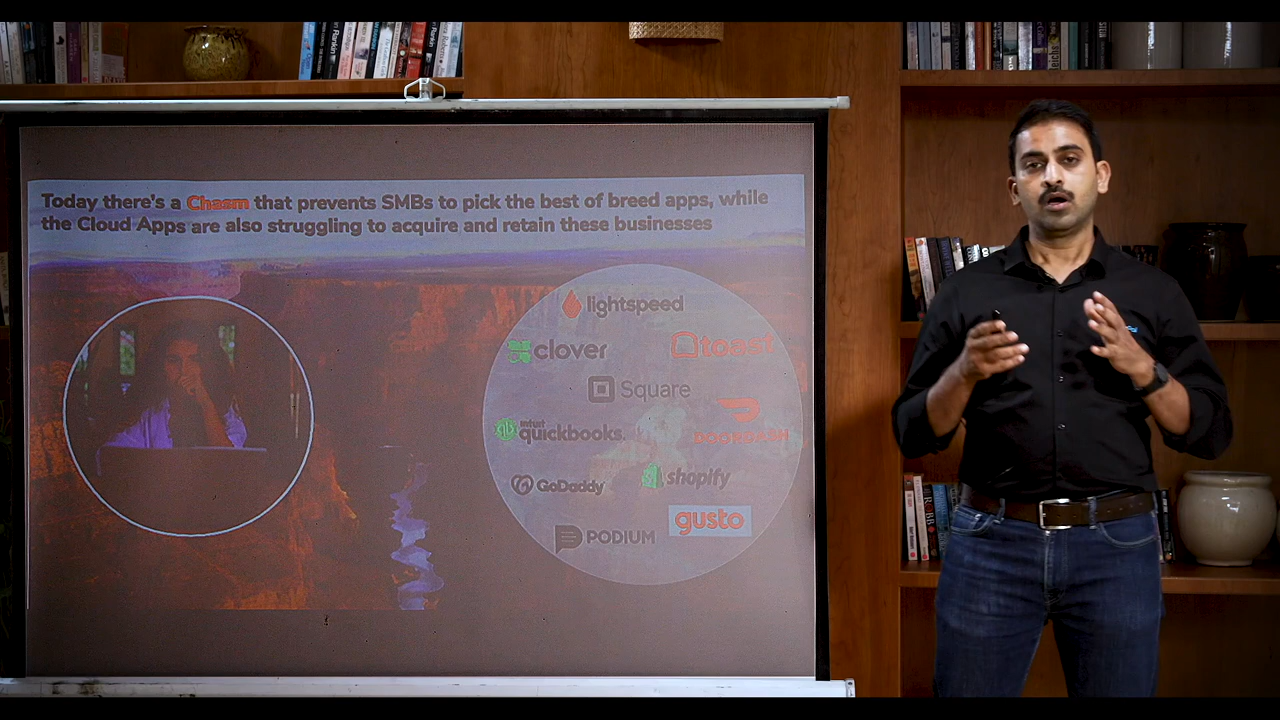 Today there's a Chasm that prevents SMBs to pick the best of breed apps, while
the Cloud Apps are also struggling to acquire and retain these businesses
lightspeed
clover
toast
Square
intuit
quickbooks.
DOORDASH
GoDaddy
shopify
gusto
PODIUM